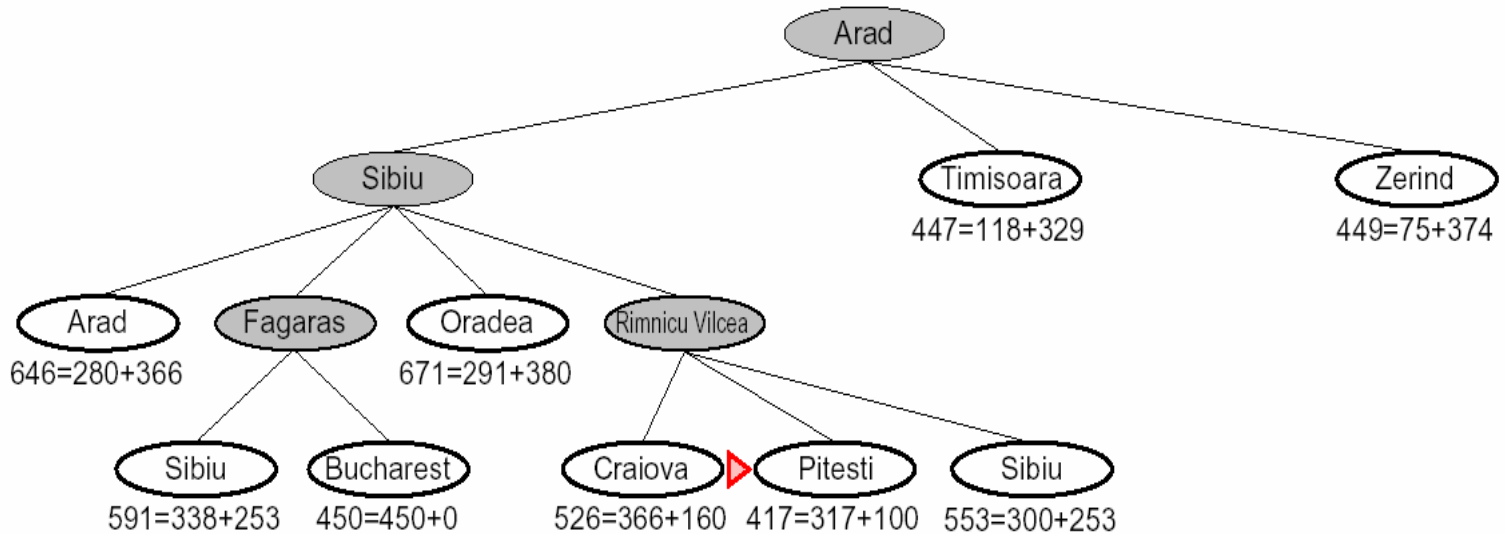 Arad
Sibiu
Timisoara
Zerind
447=118+329
449=75+374
Arad
Fagaras
Oradea
Rimnicu Vilcea
646=280+366
671=291+380
Sibiu
Bucharest
Craiova
Pitesti
Sibiu
591=338+253
450=450+0
526=366+160
417=317+100
553=300+253